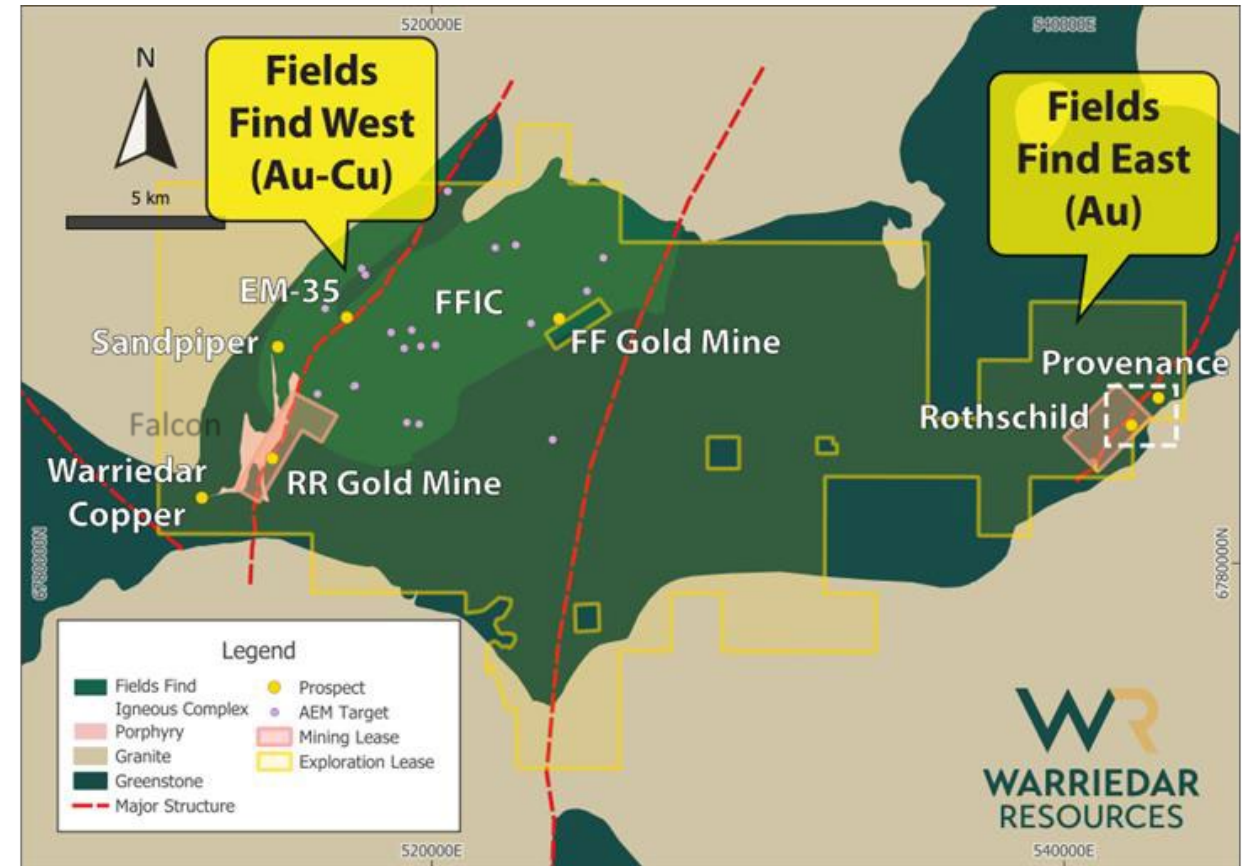 520000E
540000E
N
5 km
Fields
Find West
(Au-Cu)
Fields
Find East
(Au)
EM-35
FFIC
Sandpiper
FF Gold Mine
Provenance
Rothschild
Falcon
Warriedar
Copper
RR Gold Mine
6780000N
6780000N
Legend
Fields Find
Igneous Complex
Porphyry
Granite
Greenstone
Major Structure
Prospect
AEM Target
Mining Lease
Exploration Lease
WR
WARRIEDAR
RESOURCES
520000E
540000E